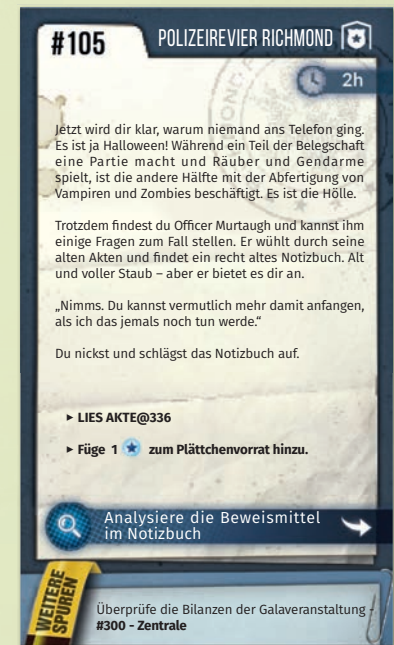 #105
POLIZEIREVIER RICHMOND
2h
Jetzt wird dir klar, warum niemand ans Telefon ging.
Es ist ja Halloween! Während ein Teil der Belegschaft
eine Partie macht und Räuber und Gendarme
spielt, ist die andere Hälfte mit der Abfertigung von
Vampiren und Zombies beschäftigt. Es ist die Hölle.
Trotzdem findest du Officer Murtaugh und kannst ihm
einige Fragen zum Fall stellen. Er wühlt durch seine
alten Akten und findet ein recht altes Notizbuch. Alt
und voller Staub – aber er bietet es dir an.
„Nimms. Du kannst vermutlich mehr damit anfangen,
als ich das jemals noch tun werde.“
Du nickst und schlägst das Notizbuch auf.
▸ LIES AKTE@336
▸ Füge 1 zum Plättchenvorrat hinzu.
Analysiere die Beweismittel
im Notizbuch
WEITERE
SPUREN
Überprüfe die Bilanzen der Galaveranstaltung -
#300 - Zentrale